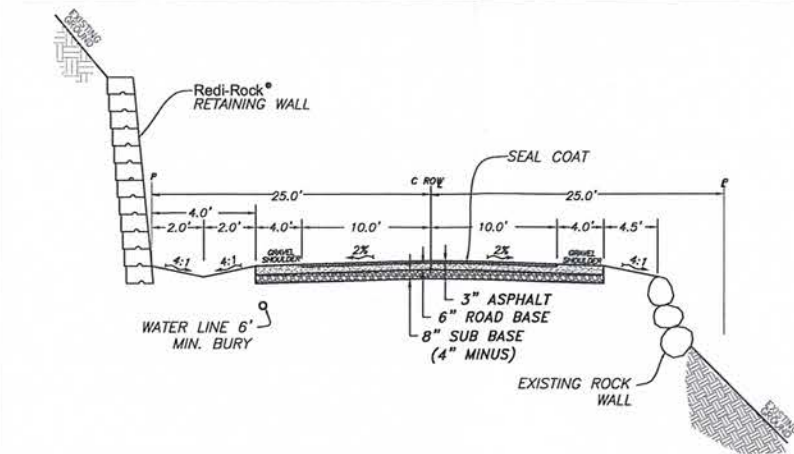 EXISTING
GROUND
Redi-Rock®
RETAINING WALL
SEAL COAT
P
C ROW
25.0'
25.0'
4.0'
2.0'
2.0'
4.0'
10.0'
10.0'
4.0'
4.5'
4:1
4:1
GRAVEL
SHOULDER
2%
2%
GRAVEL
SHOULDER
4:1
WATER LINE 6'
MIN. BURY
3" ASPHALT
6" ROAD BASE
8" SUB BASE
(4" MINUS)
EXISTING ROCK
WALL
EXISTING
GROUND